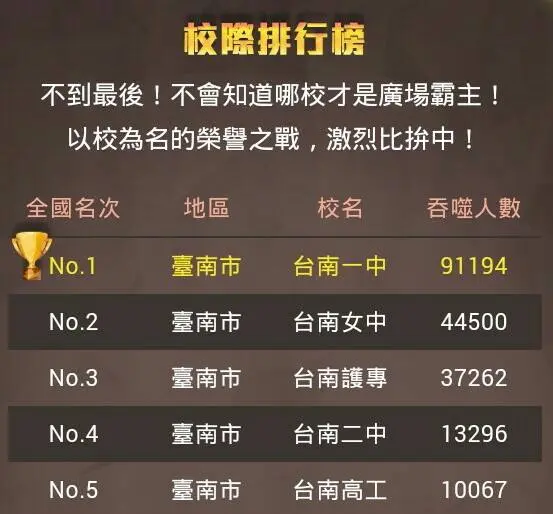 校際排行榜
不到最後！不會知道哪校才是廣場霸主！
以校為名的榮譽之戰，激烈比拚中！
全國名次 地區 校名 吞噬人數
No.1 臺南市 台南一中 91194
No.2 臺南市 台南女中 44500
No.3 臺南市 台南護專 37262
No.4 臺南市 台南二中 13296
No.5 臺南市 台南高工 10067